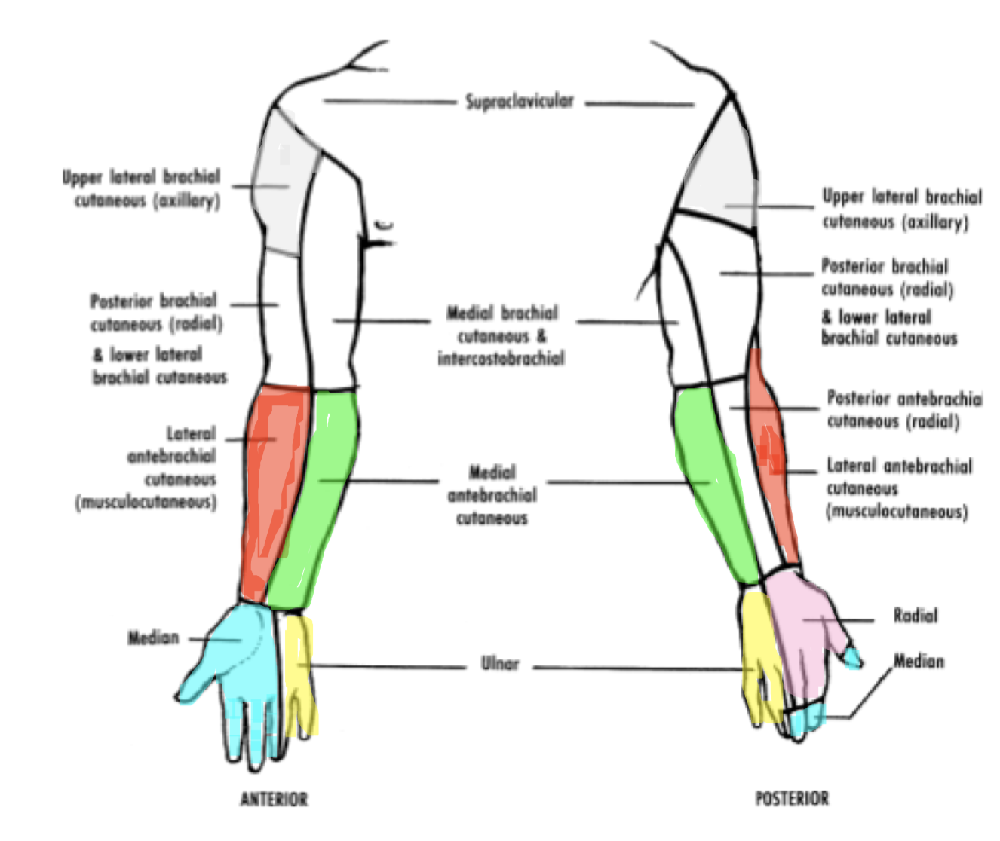 Supraclavicular
Upper lateral brachial
cutaneous (axillary)
Posterior brachial
cutaneous (radial)
& lower lateral
brachial cutaneous
Lateral
antebrachial
cutaneous
(musculocutaneous)
Median
Medial brachial
cutaneous &
intercostobrachial
Medial
antebrachial
cutaneous
Ulnar
Upper lateral brachial
cutaneous (axillary)
Posterior brachial
cutaneous (radial)
& lower lateral
brachial cutaneous
Posterior antebrachia
cutaneous (radial)
Lateral antebrachial
cutaneous
(musculocutaneous)
Radial
Median
ANTERIOR
POSTERIOR